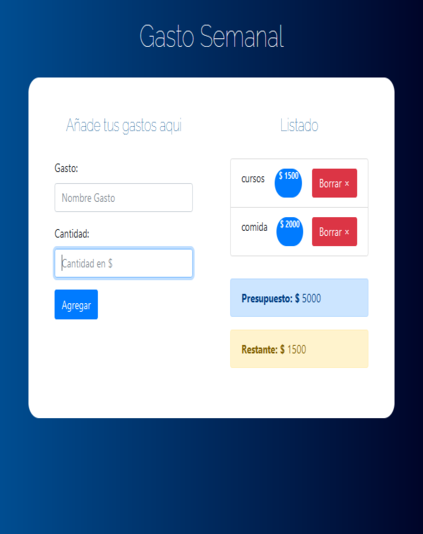 Gasto Semanal
Añade tus gastos aqui
Gasto:
Nombre Gasto
Cantidad:
Cantidad en $
Agregar
Listado
cursos $ 1500 Borrar ×
comida $ 2000 Borrar ×
Presupuesto: $ 5000
Restante: $ 1500